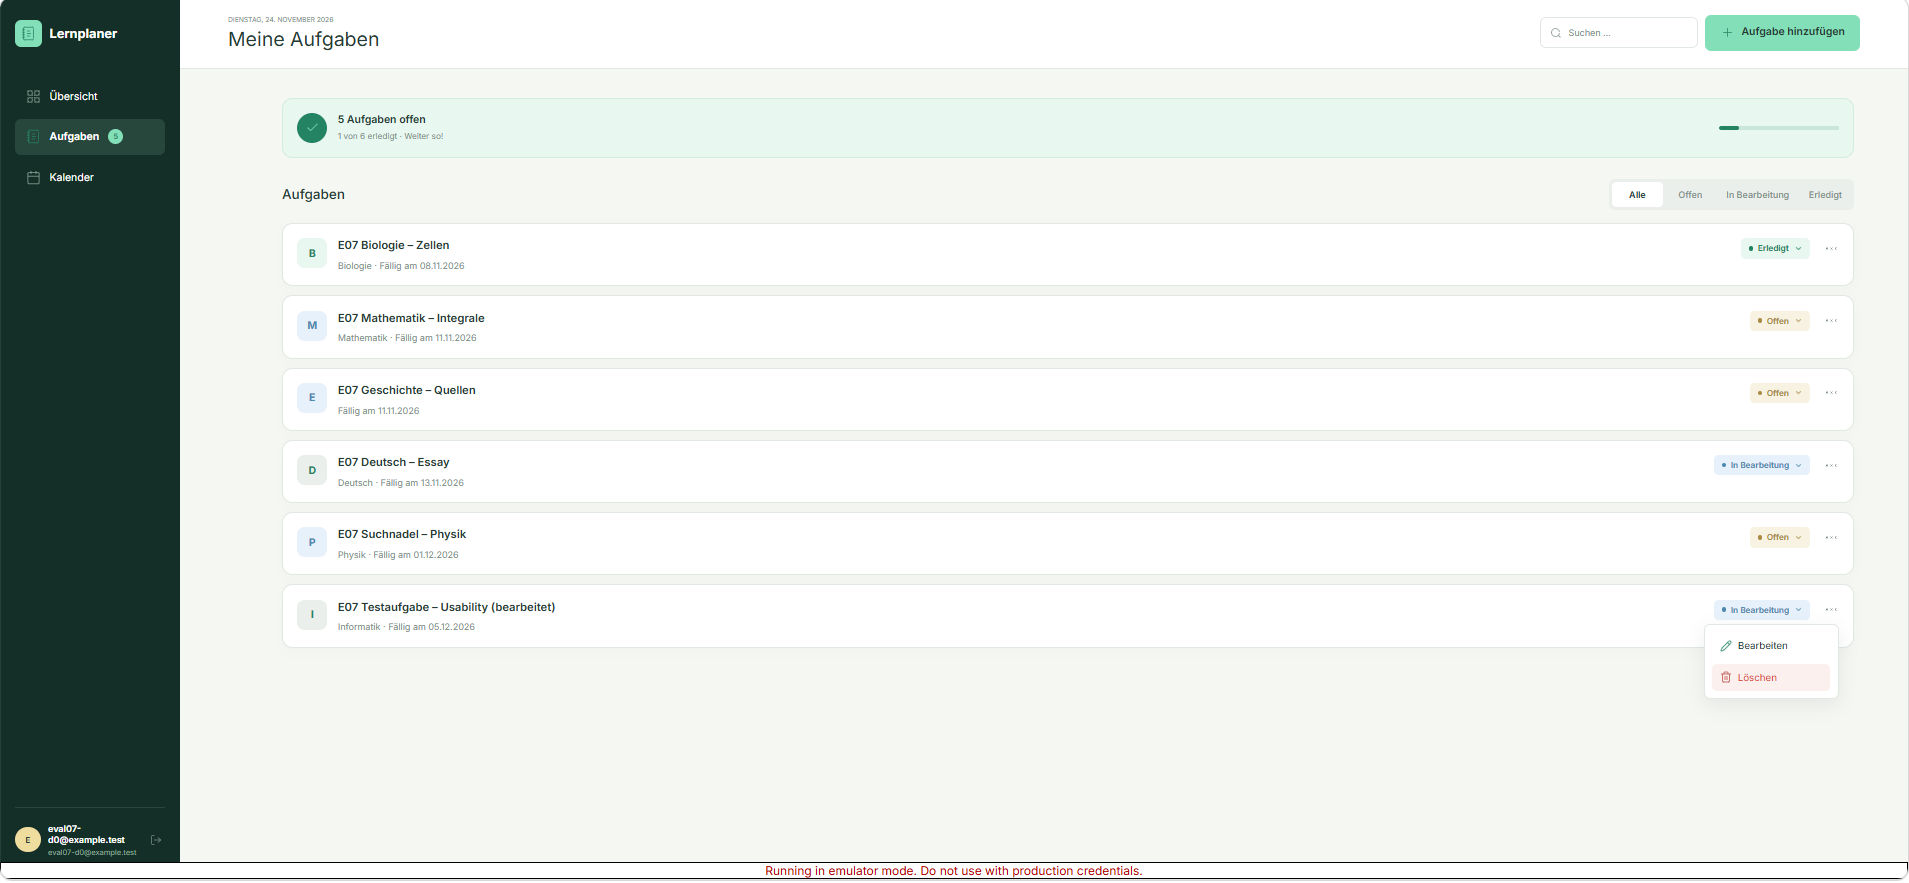 Lernplaner
Übersicht
Aufgaben 5
Kalender
DIENSTAG, 24. NOVEMBER 2026
Meine Aufgaben
Suchen ...
Aufgabe hinzufügen
5 Aufgaben offen
1 von 6 erledigt · Weiter so!
Aufgaben
Alle Offen In Bearbeitung Erledigt
B
E07 Biologie – Zellen
Biologie · Fällig am 08.11.2026
Erledigt
M
E07 Mathematik – Integrale
Mathematik · Fällig am 11.11.2026
Offen
E
E07 Geschichte – Quellen
Fällig am 11.11.2026
Offen
D
E07 Deutsch – Essay
Deutsch · Fällig am 13.11.2026
In Bearbeitung
P
E07 Suchnadel – Physik
Physik · Fällig am 01.12.2026
Offen
I
E07 Testaufgabe – Usability (bearbeitet)
Informatik · Fällig am 05.12.2026
In Bearbeitung
Bearbeiten
Löschen
E
eval07-
d0@example.test
eval07-d0@example.test
Running in emulator mode. Do not use with production credentials.